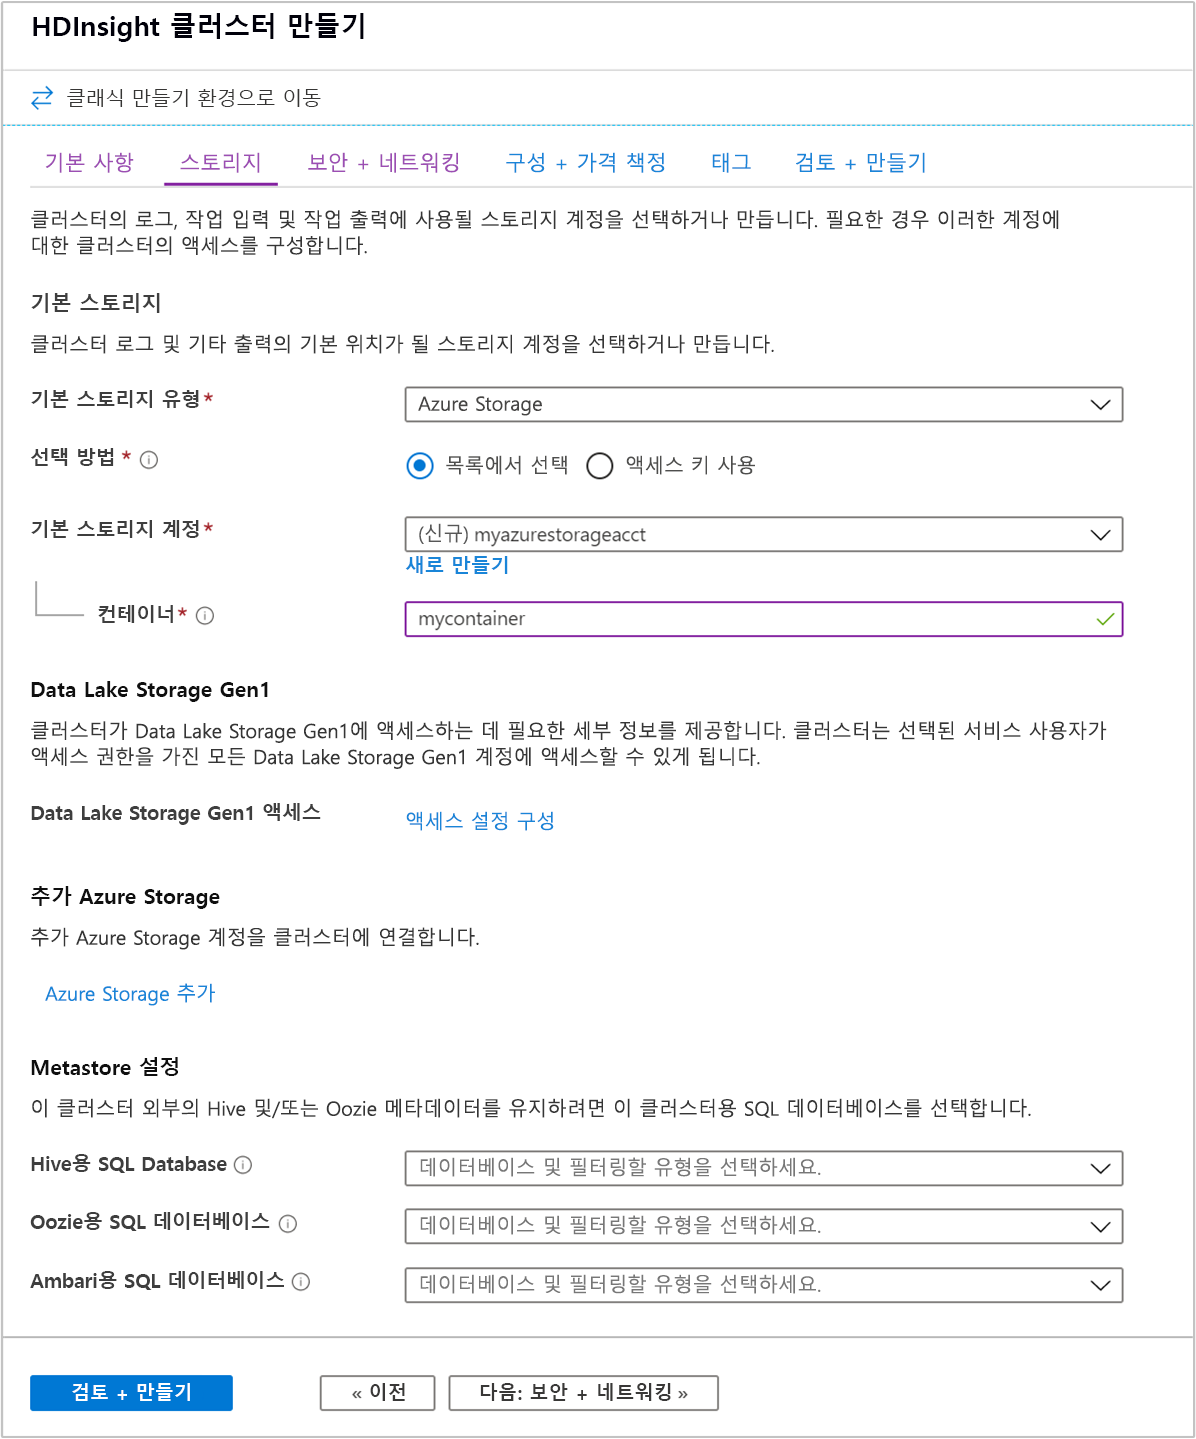 HDInsight 클러스터 만들기
클래식 만들기 환경으로 이동
기본 사항 스토리지 보안 + 네트워킹 구성 + 가격 책정 태그 검토 + 만들기
클러스터의 로그, 작업 입력 및 작업 출력에 사용될 스토리지 계정을 선택하거나 만듭니다. 필요한 경우 이러한 계정에
대한 클러스터의 액세스를 구성합니다.
기본 스토리지
클러스터 로그 및 기타 출력의 기본 위치가 될 스토리지 계정을 선택하거나 만듭니다.
기본 스토리지 유형* Azure Storage
선택 방법 * 목록에서 선택 액세스 키 사용
기본 스토리지 계정* (신규) myazurestorageacct
새로 만들기
컨테이너* mycontainer
Data Lake Storage Gen1
클러스터가 Data Lake Storage Gen1에 액세스하는 데 필요한 세부 정보를 제공합니다. 클러스터는 선택된 서비스 사용자가
액세스 권한을 가진 모든 Data Lake Storage Gen1 계정에 액세스할 수 있게 됩니다.
Data Lake Storage Gen1 액세스 액세스 설정 구성
추가 Azure Storage
추가 Azure Storage 계정을 클러스터에 연결합니다.
Azure Storage 추가
Metastore 설정
이 클러스터 외부의 Hive 및/또는 Oozie 메타데이터를 유지하려면 이 클러스터용 SQL 데이터베이스를 선택합니다.
Hive용 SQL Database 데이터베이스 및 필터링할 유형을 선택하세요.
Oozie용 SQL 데이터베이스 데이터베이스 및 필터링할 유형을 선택하세요.
Ambari용 SQL 데이터베이스 데이터베이스 및 필터링할 유형을 선택하세요.
검토 + 만들기 « 이전 다음: 보안 + 네트워킹 »